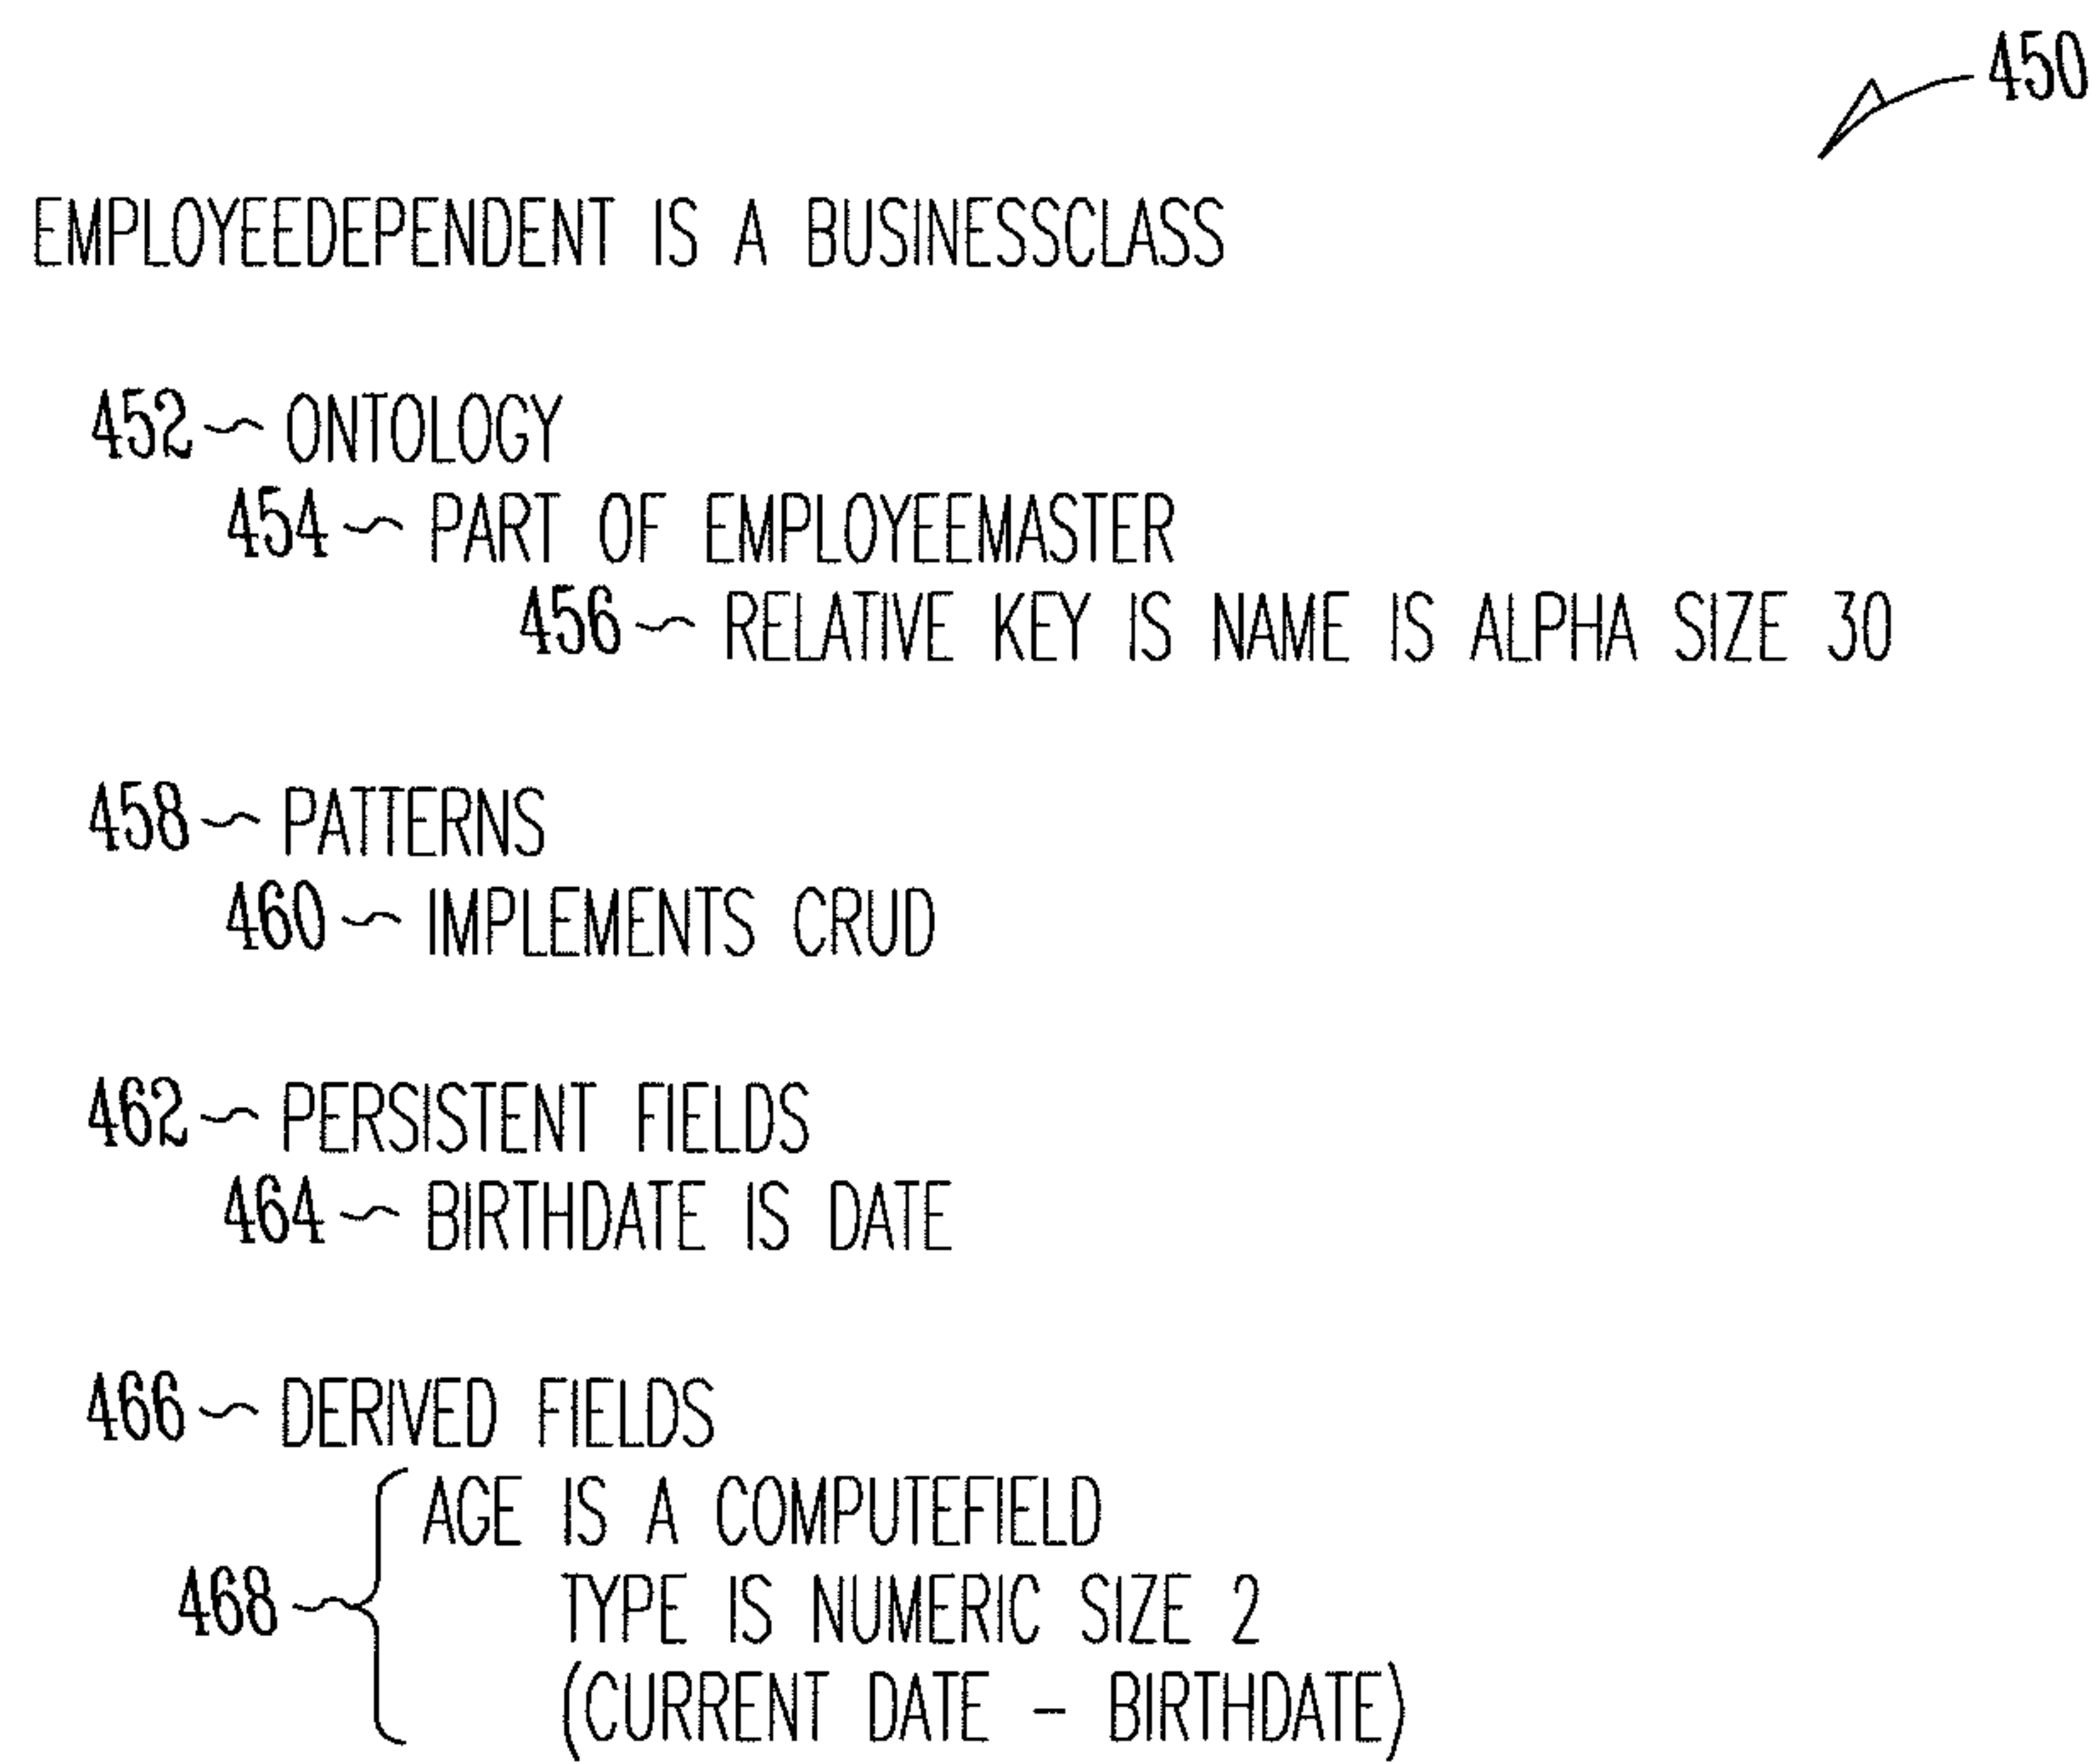 450
EMPLOYEEDEPENDENT IS A BUSINESSCLASS
452 ONTOLOGY
454 PART OF EMPLOYEEMASTER
456 RELATIVE KEY IS NAME IS ALPHA SIZE 30
458 PATTERNS
460 IMPLEMENTS CRUD
462 PERSISTENT FIELDS
464 BIRTHDATE IS DATE
466 DERIVED FIELDS
AGE IS A COMPUTEFIELD
468 TYPE IS NUMERIC SIZE 2
(CURRENT DATE - BIRTHDATE)